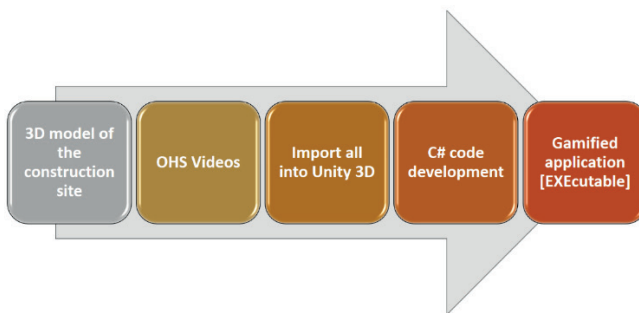 3D model of
the
construction
site
OHS Videos
Import all
into Unity 3D
C# code
development
Gamified
application
[EXEcutable]